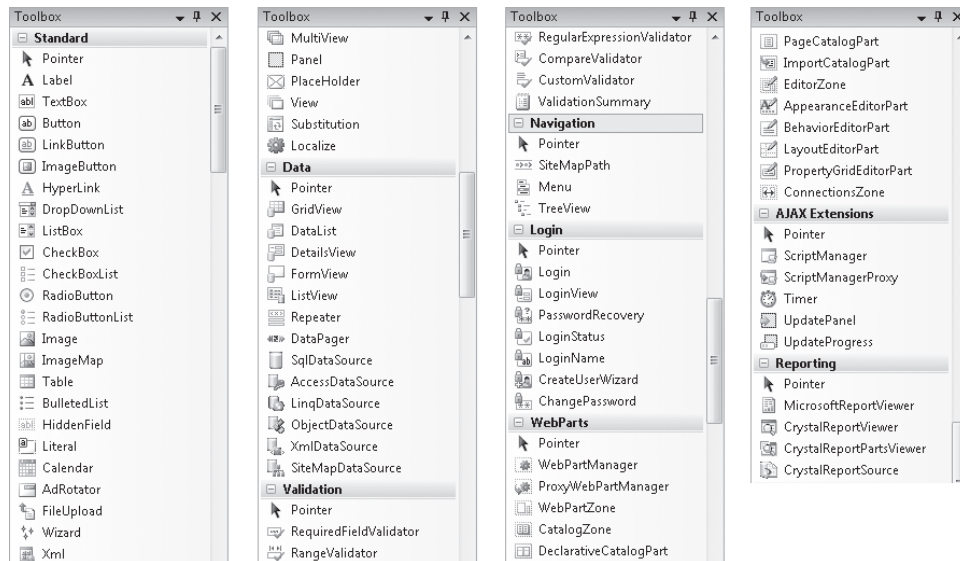 Toolbox
Standard
Pointer
A Label
abl TextBox
ab Button
ab LinkButton
ImageButton
A HyperLink
DropDownList
ListBox
CheckBox
CheckBoxList
RadioButton
RadioButtonList
Image
ImageMap
Table
BulletedList
abl HiddenField
Literal
Calendar
AdRotator
FileUpload
Wizard
Xml
Toolbox
MultiView
Panel
PlaceHolder
View
Substitution
Localize
Data
Pointer
GridView
DataList
DetailsView
FormView
ListView
Repeater
DataPager
SqlDataSource
AccessDataSource
LinqDataSource
ObjectDataSource
XmlDataSource
SiteMapDataSource
Validation
Pointer
RequiredFieldValidator
RangeValidator
Toolbox
RegularExpressionValidator
CompareValidator
CustomValidator
ValidationSummary
Navigation
Pointer
SiteMapPath
Menu
TreeView
Login
Pointer
Login
LoginView
PasswordRecovery
LoginStatus
LoginName
CreateUserWizard
ChangePassword
WebParts
Pointer
WebPartManager
ProxyWebPartManager
WebPartZone
CatalogZone
DeclarativeCatalogPart
Toolbox
PageCatalogPart
ImportCatalogPart
EditorZone
AppearanceEditorPart
BehaviorEditorPart
LayoutEditorPart
PropertyGridEditorPart
ConnectionsZone
AJAX Extensions
Pointer
ScriptManager
ScriptManagerProxy
Timer
UpdatePanel
UpdateProgress
Reporting
Pointer
MicrosoftReportViewer
CrystalReportViewer
CrystalReportPartsViewer
CrystalReportSource